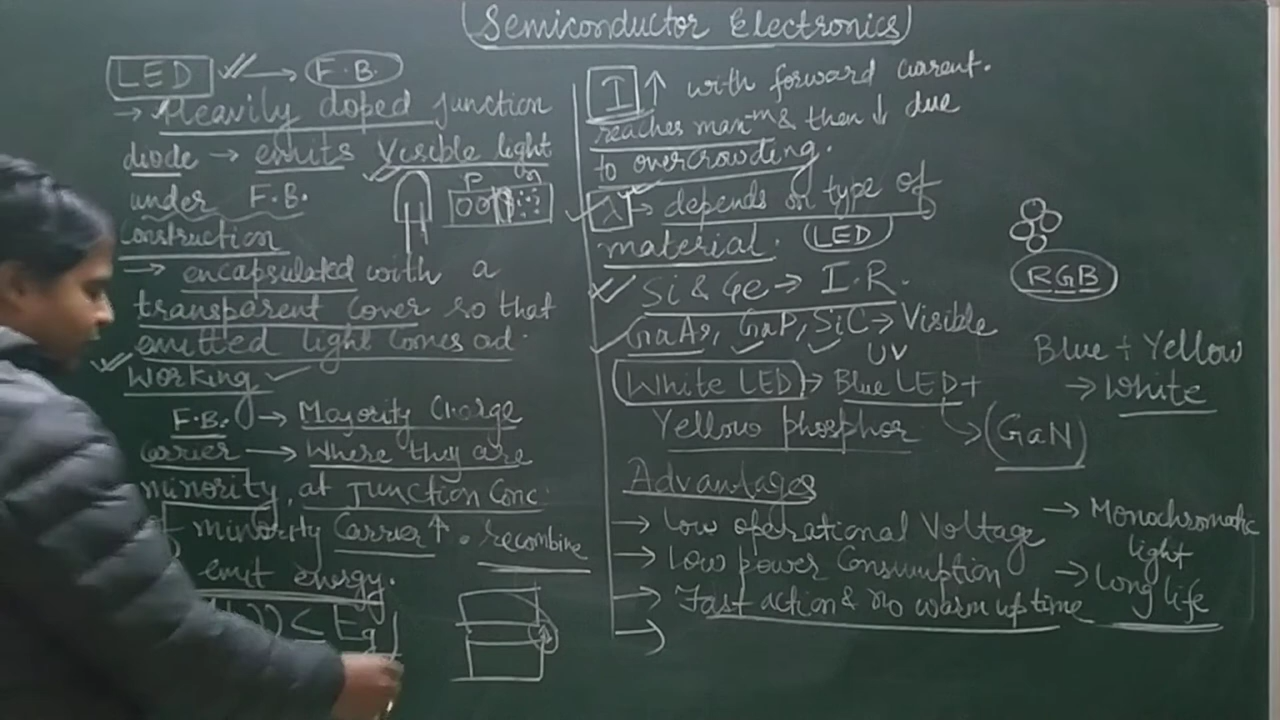 Semiconductor Electronics
LED → F.B.
→ Heavily doped junction
diode → emits visible light
under F.B.
P n
Construction
→ encapsulated with a
transparent cover so that
emitted light comes out.
Working
F.B. → Majority Charge
carrier → Where they are
minority, at Junction Conc.
of minority Carrier ↑. recombine
emit energy.
≤ Eg
I ↑ with forward current.
reaches max^m & then ↓ due
to overcrowding.
λ → depends on type of
material. (LED)
Si & Ge → I.R.
GaAs, GaP, SiC → Visible
UV
White LED → Blue LED +
Yellow phosphor → (GaN)
RGB
Blue + Yellow
→ White
Advantages
→ Low operational Voltage
→ Low power Consumption
→ Fast action & no warm up time
→
→ Monochromatic
light
→ Long life